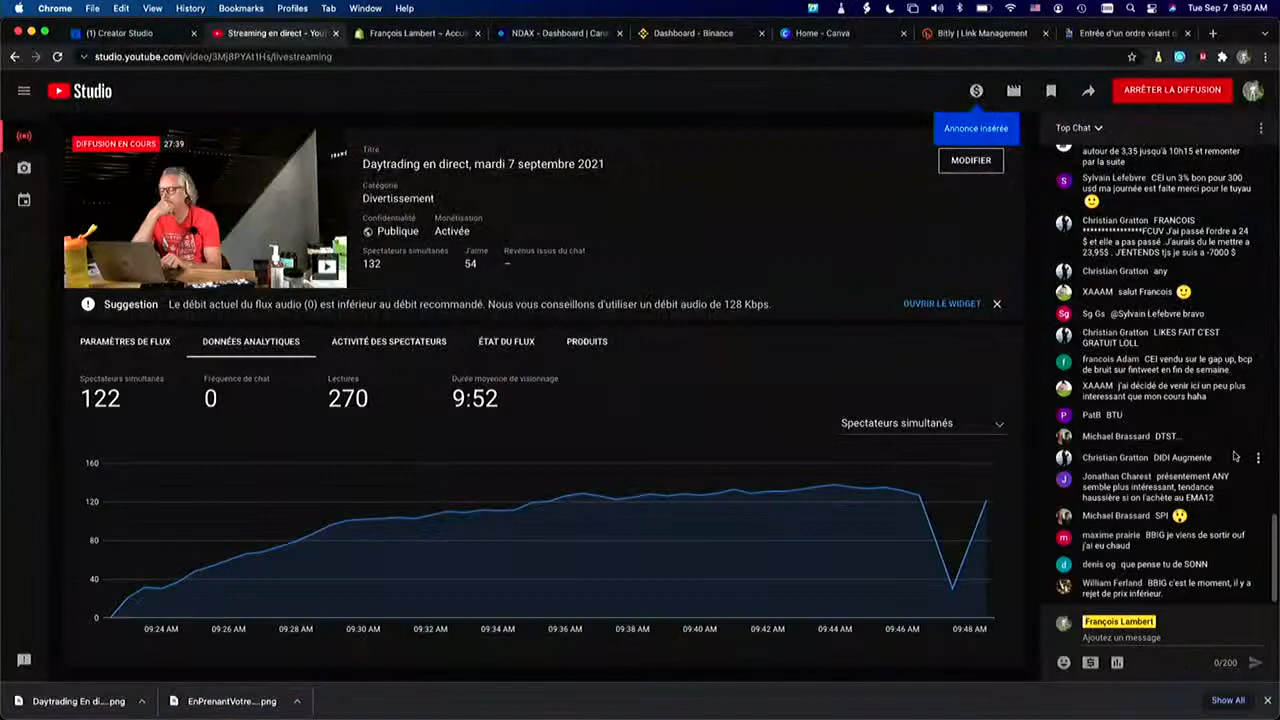 Chrome File Edit View History Bookmarks Profiles Tab Window Help Tue Sep 7 9:50 AM
(1) Creator Studio
Streaming en direct - You
François Lambert – Accu
NDAX - Dashboard | Can
Dashboard - Binance
Home - Canva
Bitly | Link Management
Entrée d'un ordre visant
studio.youtube.com/video/3Mj8PYAt1Hs/livestreaming
Studio
ARRÊTER LA DIFFUSION
Annonce insérée
MODIFIER
DIFFUSION EN COURS 27:39
Titre
Daytrading en direct, mardi 7 septembre 2021
Catégorie
Divertissement
Confidentialité Monétisation
Publique Activée
Spectateurs simultanés J'aime Revenus issus du chat
132 54 –
Suggestion Le débit actuel du flux audio (0) est inférieur au débit recommandé. Nous vous conseillons d'utiliser un débit audio de 128 Kbps. OUVRIR LE WIDGET
PARAMÈTRES DE FLUX DONNÉES ANALYTIQUES ACTIVITÉ DES SPECTATEURS ÉTAT DU FLUX PRODUITS
Spectateurs simultanés Fréquence de chat Lectures Durée moyenne de visionnage
122 0 270 9:52
Spectateurs simultanés
160
120
80
40
0
09:24 AM 09:26 AM 09:28 AM 09:30 AM 09:32 AM 09:34 AM 09:36 AM 09:38 AM 09:40 AM 09:42 AM 09:44 AM 09:46 AM 09:48 AM
Top Chat
autour de 3,35 jusqu'à 10h15 et remonter
par la suite
S Sylvain Lefebvre CEI un 3% bon pour 300
usd ma journée est faite merci pour le tuyau
Christian Gratton FRANCOIS
***************FCUV J'ai passé l'ordre a 24
$ et elle a pas passé .J'aurais du le mettre a
23,95$ . J'ENTENDS tjs je suis a -7000 $
Christian Gratton any
XAAAM salut Francois
Sg Sg Gs @Sylvain Lefebvre bravo
Christian Gratton LIKES FAIT C'EST
GRATUIT LOLL
f francois Adam CEI vendu sur le gap up, bcp
de bruit sur fintweet en fin de semaine.
XAAAM j'ai décidé de venir ici un peu plus
interessant que mon cours haha
P PatB BTU
Michael Brassard DTST...
Christian Gratton DIDI Augmente
J Jonathan Charest présentement ANY
semble plus intéressant, tendance
haussière si on l'achète au EMA12
Michael Brassard SPI
m maxime prairie BBIG je viens de sortir ouf
j'ai eu chaud
d denis og que pense tu de SONN
William Ferland BBIG c'est le moment, il y a
rejet de prix inférieur.
François Lambert
Ajoutez un message
0/200
Daytrading En di....png
EnPrenantVotre....png
Show All